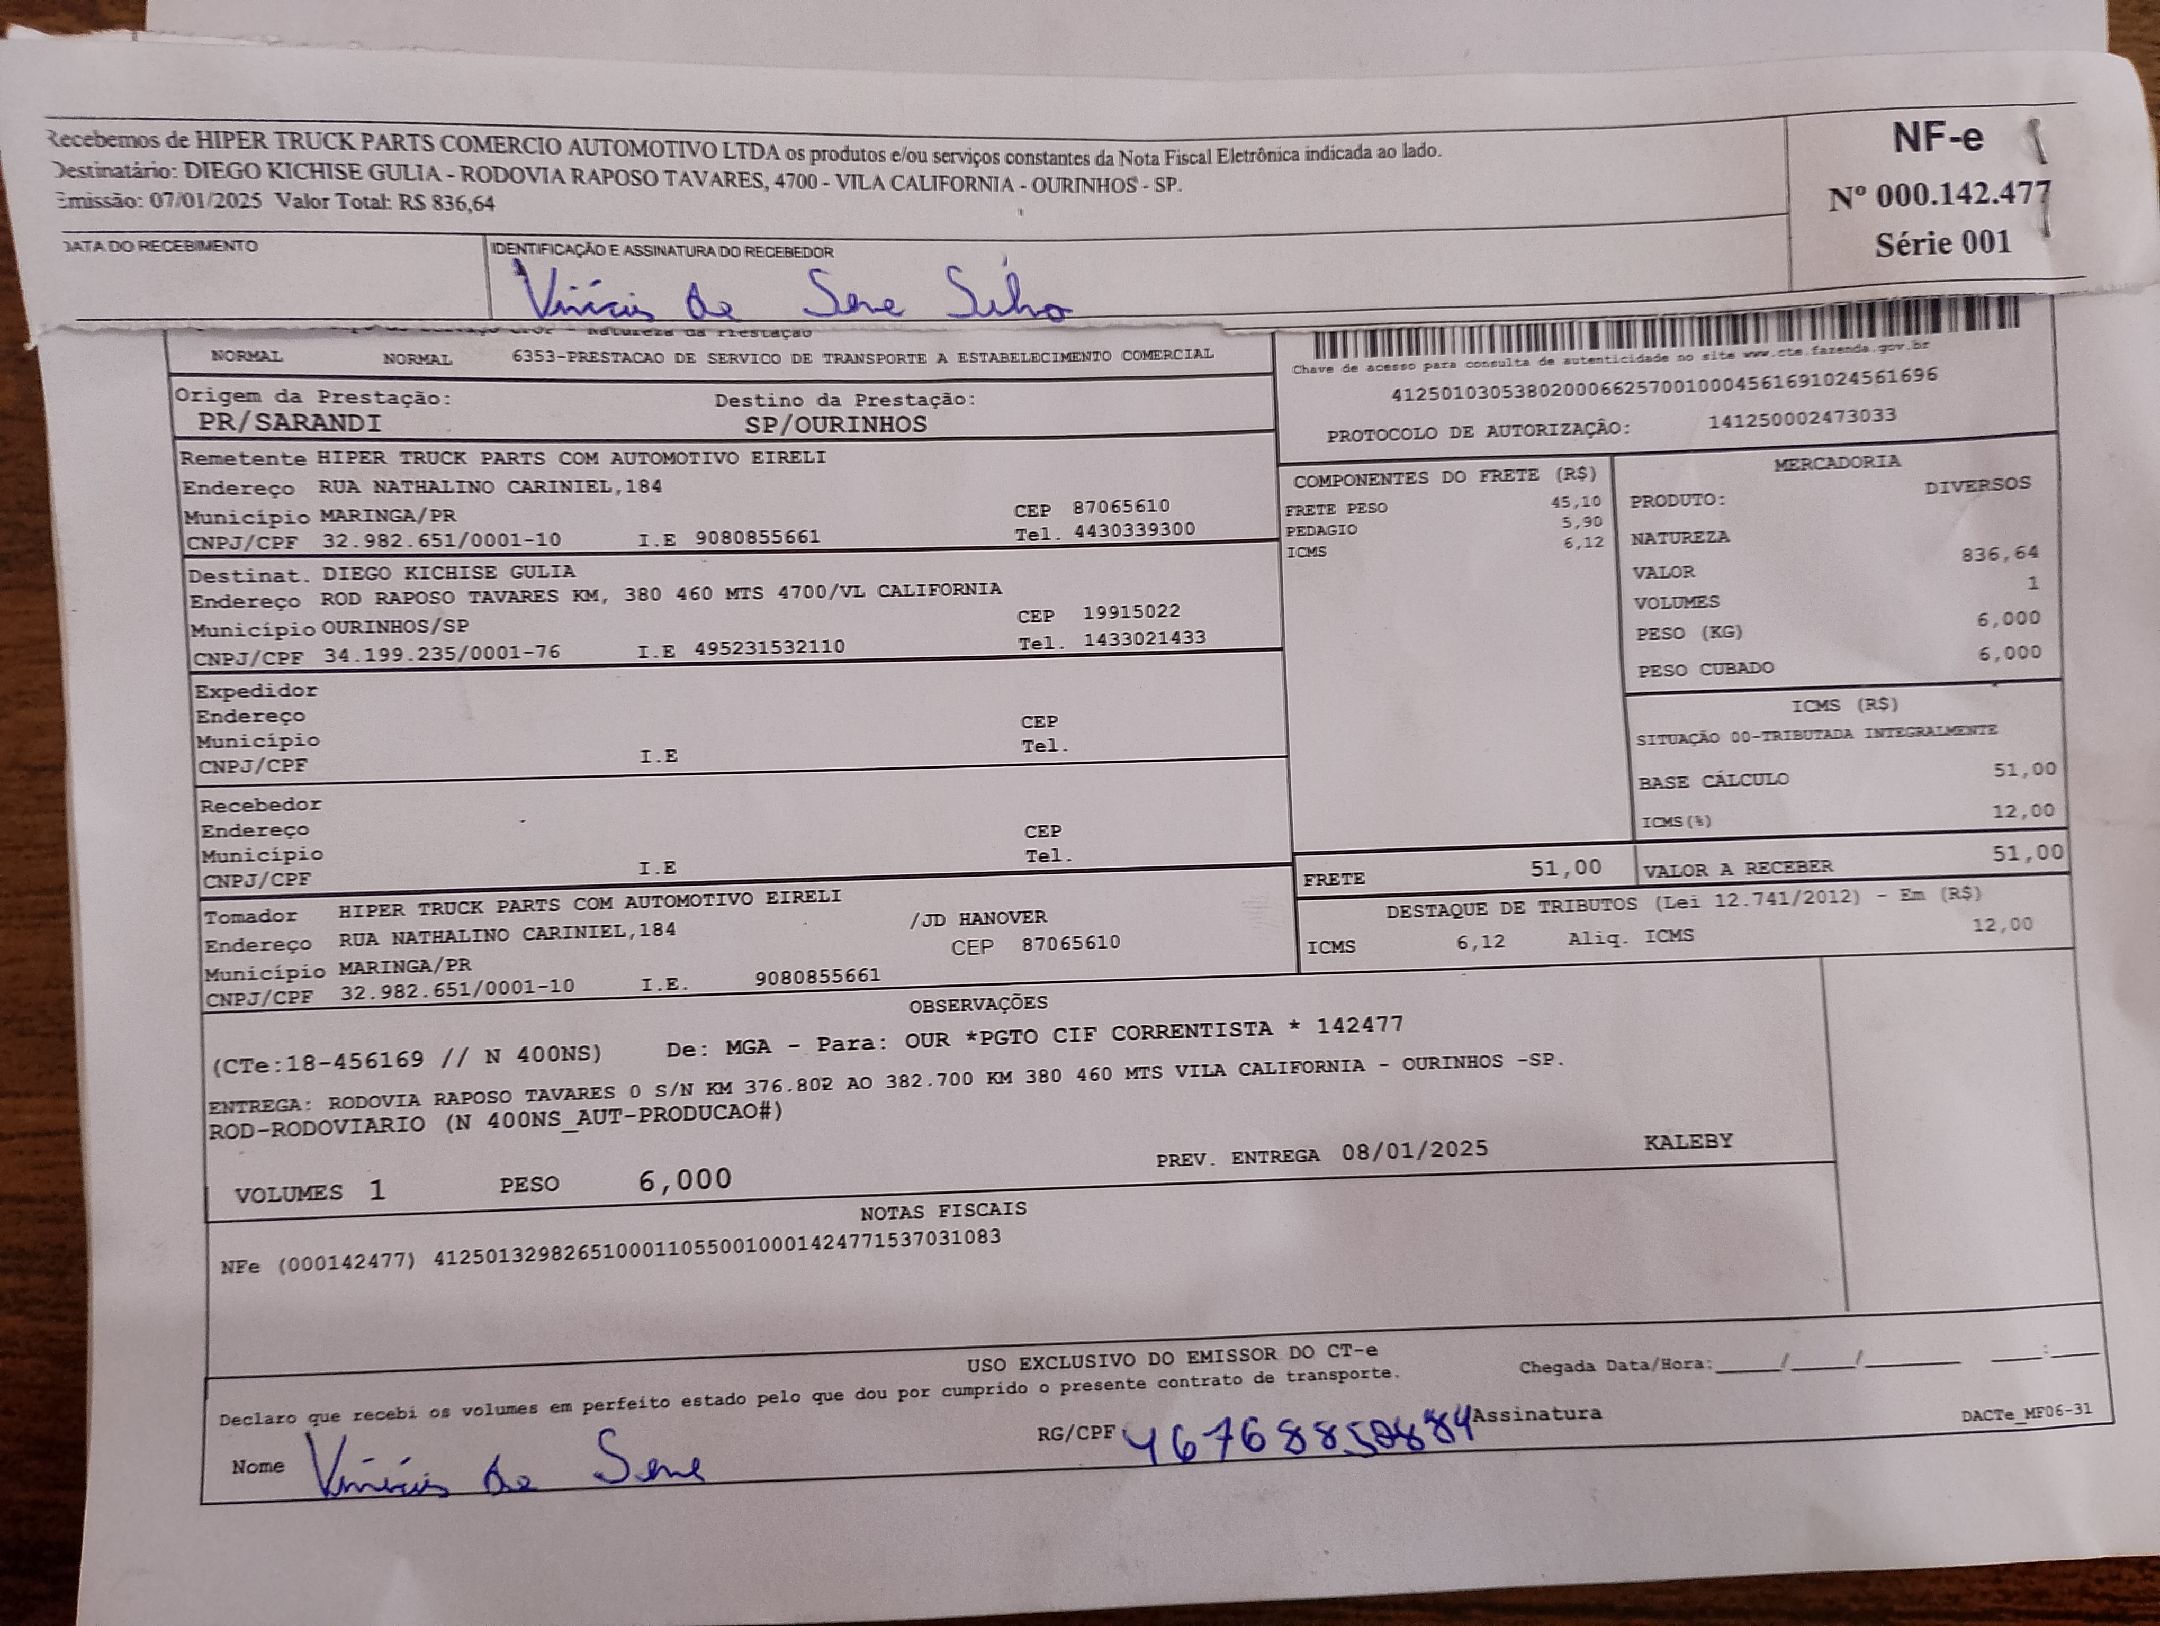 Recebemos de HIPER TRUCK PARTS COMERCIO AUTOMOTIVO LTDA os produtos e/ou serviços constantes da Nota Fiscal Eletrônica indicada ao lado.
Destinatário: DIEGO KICHISE GULIA - RODOVIA RAPOSO TAVARES, 4700 - VILA CALIFORNIA - OURINHOS - SP.
Emissão: 07/01/2025 Valor Total: R$ 836,64
NF-e
Nº 000.142.477
Série 001
DATA DO RECEBIMENTO
IDENTIFICAÇÃO E ASSINATURA DO RECEBEDOR
Vinícius de Sene Silva
Natureza da Prestação
NORMAL NORMAL 6353-PRESTACAO DE SERVICO DE TRANSPORTE A ESTABELECIMENTO COMERCIAL
Chave de acesso para consulta de autenticidade no site www.cte.fazenda.gov.br
41250103053802000662570010004561691024561696
PROTOCOLO DE AUTORIZAÇÃO: 141250002473033
Origem da Prestação: Destino da Prestação:
PR/SARANDI SP/OURINHOS
Remetente HIPER TRUCK PARTS COM AUTOMOTIVO EIRELI
Endereço RUA NATHALINO CARINIEL,184
Município MARINGA/PR CEP 87065610
CNPJ/CPF 32.982.651/0001-10 I.E 9080855661 Tel. 4430339300
Destinat. DIEGO KICHISE GULIA
Endereço ROD RAPOSO TAVARES KM, 380 460 MTS 4700/VL CALIFORNIA
Município OURINHOS/SP CEP 19915022
CNPJ/CPF 34.199.235/0001-76 I.E 495231532110 Tel. 1433021433
Expedidor
Endereço
Município CEP
CNPJ/CPF I.E Tel.
Recebedor
Endereço
Município CEP
CNPJ/CPF I.E Tel.
Tomador HIPER TRUCK PARTS COM AUTOMOTIVO EIRELI
Endereço RUA NATHALINO CARINIEL,184 /JD HANOVER
Município MARINGA/PR CEP 87065610
CNPJ/CPF 32.982.651/0001-10 I.E. 9080855661
COMPONENTES DO FRETE (R$)
FRETE PESO 45,10
PEDAGIO 5,90
ICMS 6,12
MERCADORIA
PRODUTO: DIVERSOS
NATUREZA
VALOR 836,64
VOLUMES 1
PESO (KG) 6,000
PESO CUBADO 6,000
ICMS (R$)
SITUAÇÃO 00-TRIBUTADA INTEGRALMENTE
BASE CÁLCULO 51,00
ICMS(%) 12,00
FRETE 51,00 VALOR A RECEBER 51,00
DESTAQUE DE TRIBUTOS (Lei 12.741/2012) - Em (R$)
ICMS 6,12 Aliq. ICMS 12,00
OBSERVAÇÕES
(CTe:18-456169 // N 400NS) De: MGA - Para: OUR *PGTO CIF CORRENTISTA * 142477
ENTREGA: RODOVIA RAPOSO TAVARES 0 S/N KM 376.802 AO 382.700 KM 380 460 MTS VILA CALIFORNIA - OURINHOS -SP.
ROD-RODOVIARIO (N 400NS_AUT-PRODUCAO#)
VOLUMES 1 PESO 6,000 PREV. ENTREGA 08/01/2025 KALEBY
NOTAS FISCAIS
NFe (000142477) 41250132982651000110550010001424771537031083
USO EXCLUSIVO DO EMISSOR DO CT-e
Declaro que recebi os volumes em perfeito estado pelo que dou por cumprido o presente contrato de transporte.
Chegada Data/Hora:_____/_____/________ ____:____
Nome Vinícius de Sene RG/CPF Assinatura
DACTe_MF06-31